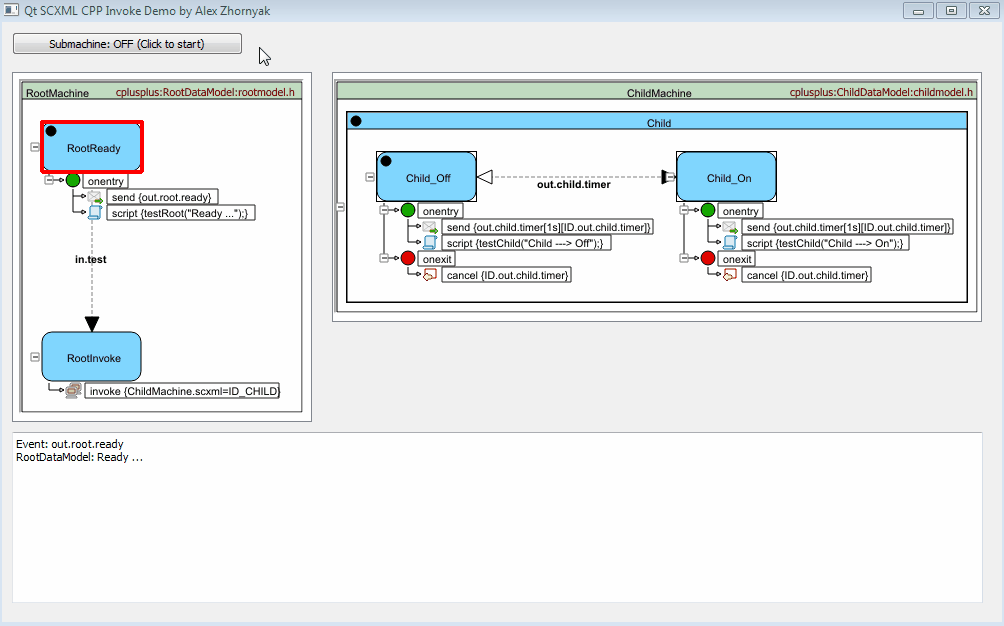 Qt SCXML CPP Invoke Demo by Alex Zhornyak
Submachine: OFF (Click to start)
RootMachine
cplusplus:RootDataModel:rootmodel.h
RootReady
onentry
send {out.root.ready}
script {testRoot("Ready ...");}
in.test
RootInvoke
invoke {ChildMachine.scxml=ID_CHILD}
ChildMachine
cplusplus:ChildDataModel:childmodel.h
Child
Child_Off
out.child.timer
Child_On
onentry
send {out.child.timer[1s][ID.out.child.timer]}
script {testChild("Child ---> Off");}
onexit
cancel {ID.out.child.timer}
onentry
send {out.child.timer[1s][ID.out.child.timer]}
script {testChild("Child ---> On");}
onexit
cancel {ID.out.child.timer}
Event: out.root.ready
RootDataModel: Ready ...